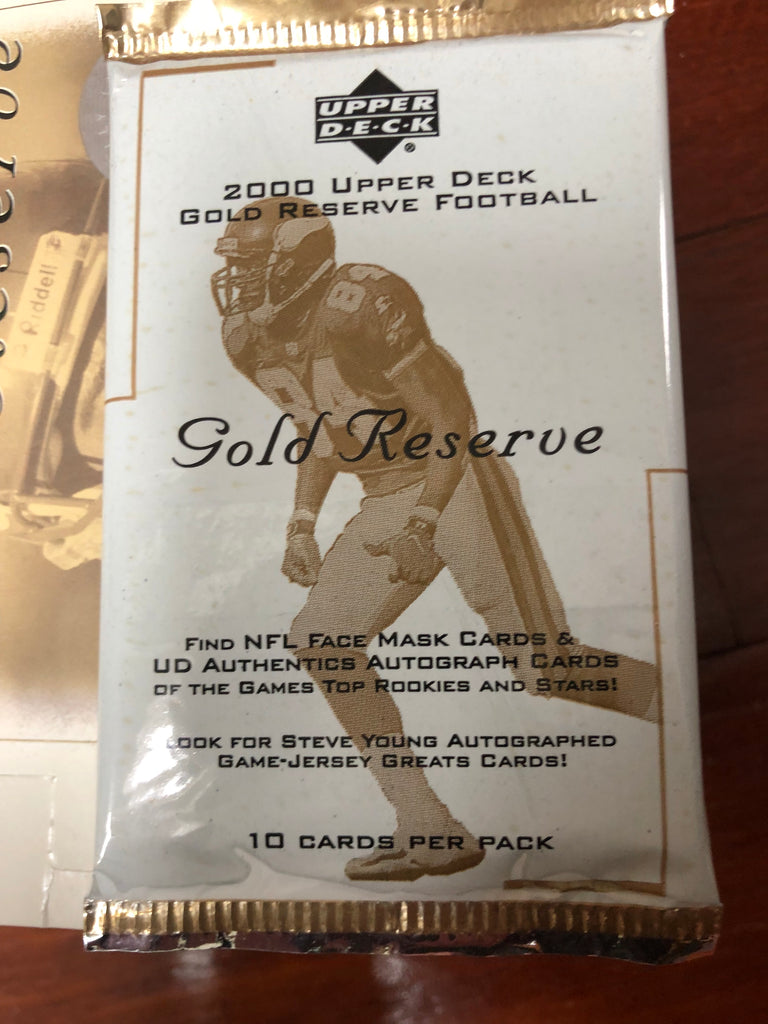 UPPER
D·E·C·K
®
2000 UPPER DECK
GOLD RESERVE FOOTBALL
Riddell
84
84
Gold Reserve
FIND NFL FACE MASK CARDS &
UD AUTHENTICS AUTOGRAPH CARDS
OF THE GAMES TOP ROOKIES AND STARS!
LOOK FOR STEVE YOUNG AUTOGRAPHED
GAME-JERSEY GREATS CARDS!
10 CARDS PER PACK